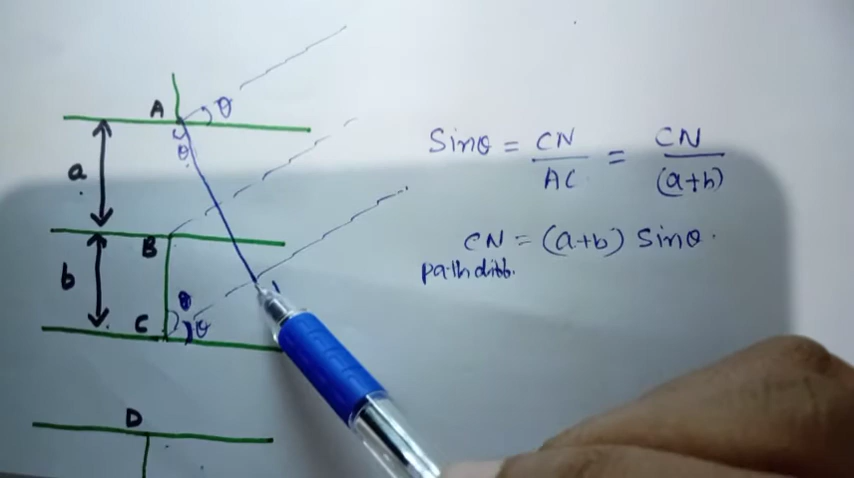 A θ
θ
a
B
b
θ
C θ
D
Sinθ = CN/AC = CN/(a+b)
CN = (a+b) Sinθ.
path diff.